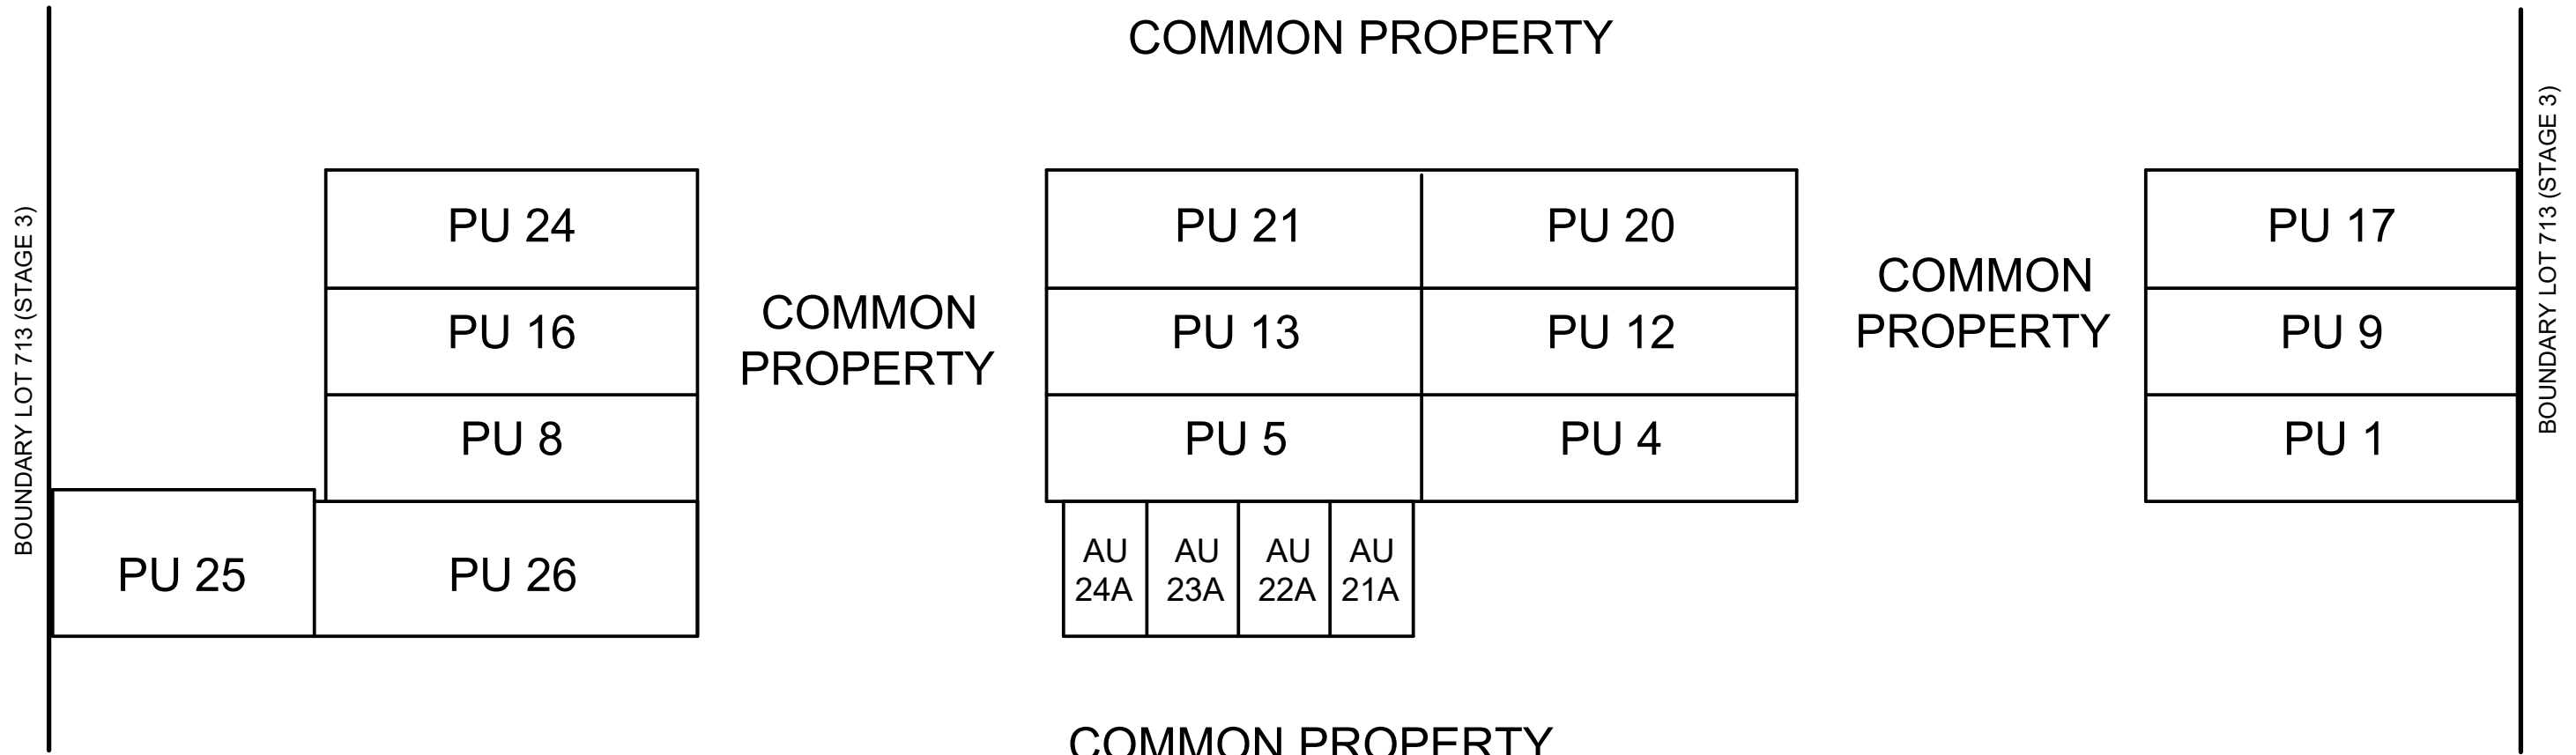 COMMON PROPERTY
BOUNDARY LOT 713 (STAGE 3)
PU 24
PU 16
PU 8
PU 25
PU 26
COMMON
PROPERTY
PU 21
PU 20
PU 13
PU 12
PU 5
PU 4
AU
24A
AU
23A
AU
22A
AU
21A
COMMON
PROPERTY
PU 17
PU 9
PU 1
BOUNDARY LOT 713 (STAGE 3)
COMMON PROPERTY